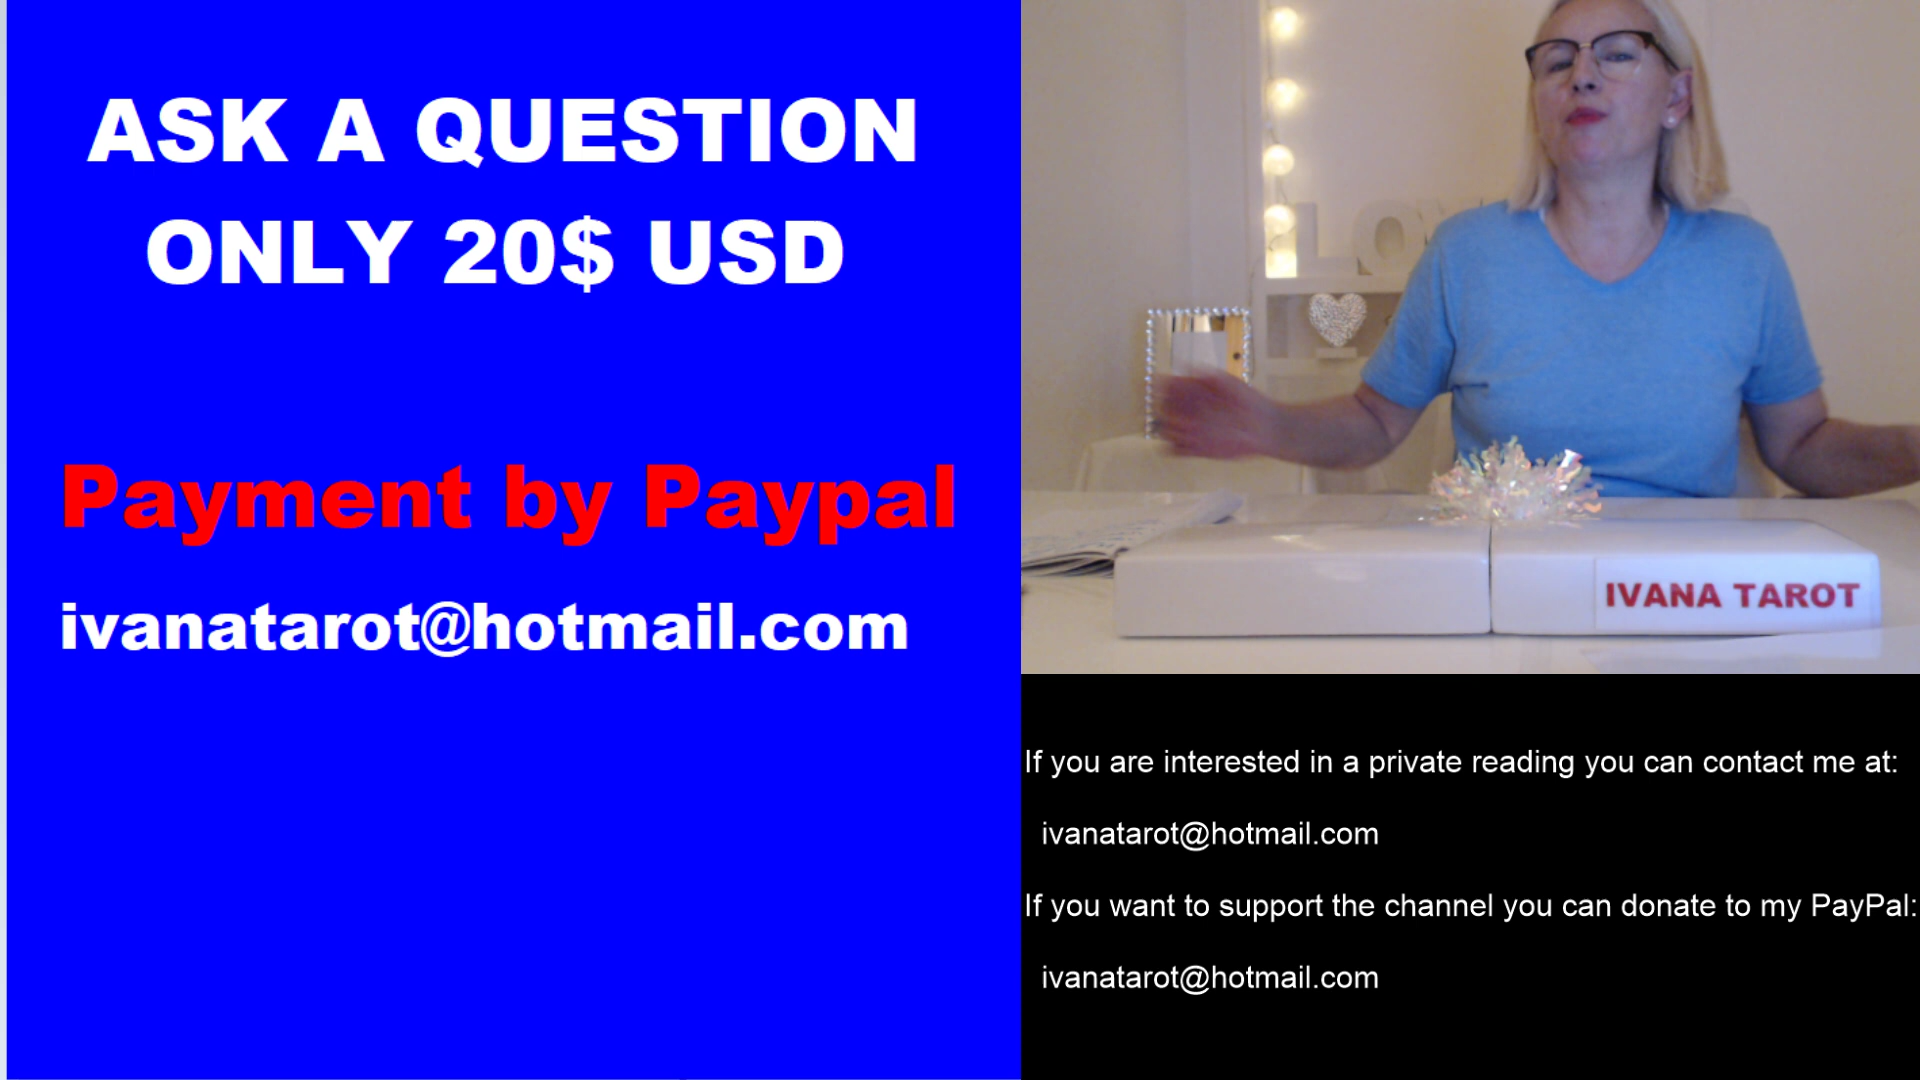 ASK A QUESTION
ONLY 20$ USD
Payment by Paypal
ivanatarot@hotmail.com
IVANA TAROT
If you are interested in a private reading you can contact me at:
ivanatarot@hotmail.com
If you want to support the channel you can donate to my PayPal:
ivanatarot@hotmail.com